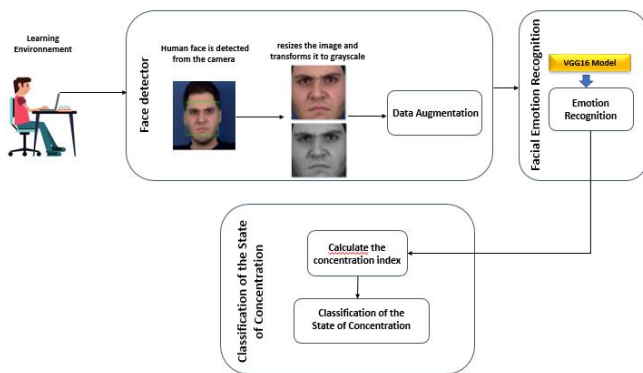 Learning
Environnement
Face detector
Human face is detected
from the camera
resizes the image and
transforms it to grayscale
Data Augmentation
Facial Emotion Recognition
VGG16 Model
Emotion
Recognition
Classification of the State
of Concentration
Calculate the
concentration index
Classification of the
State of Concentration